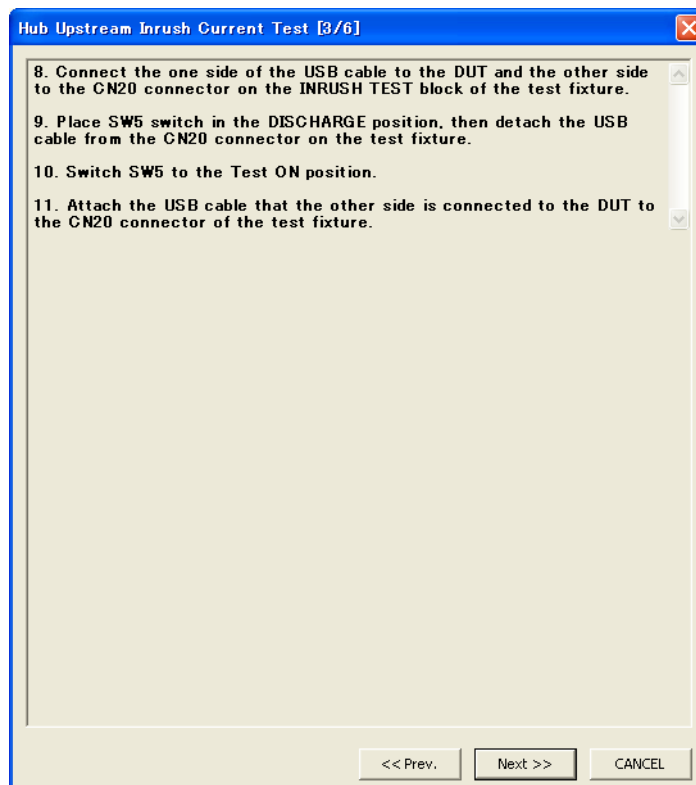 Hub Upstream Inrush Current Test [3/6]
8. Connect the one side of the USB cable to the DUT and the other side
to the CN20 connector on the INRUSH TEST block of the test fixture.
9. Place SW5 switch in the DISCHARGE position, then detach the USB
cable from the CN20 connector on the test fixture.
10. Switch SW5 to the Test ON position.
11. Attach the USB cable that the other side is connected to the DUT to
the CN20 connector of the test fixture.
<< Prev.
Next >>
CANCEL